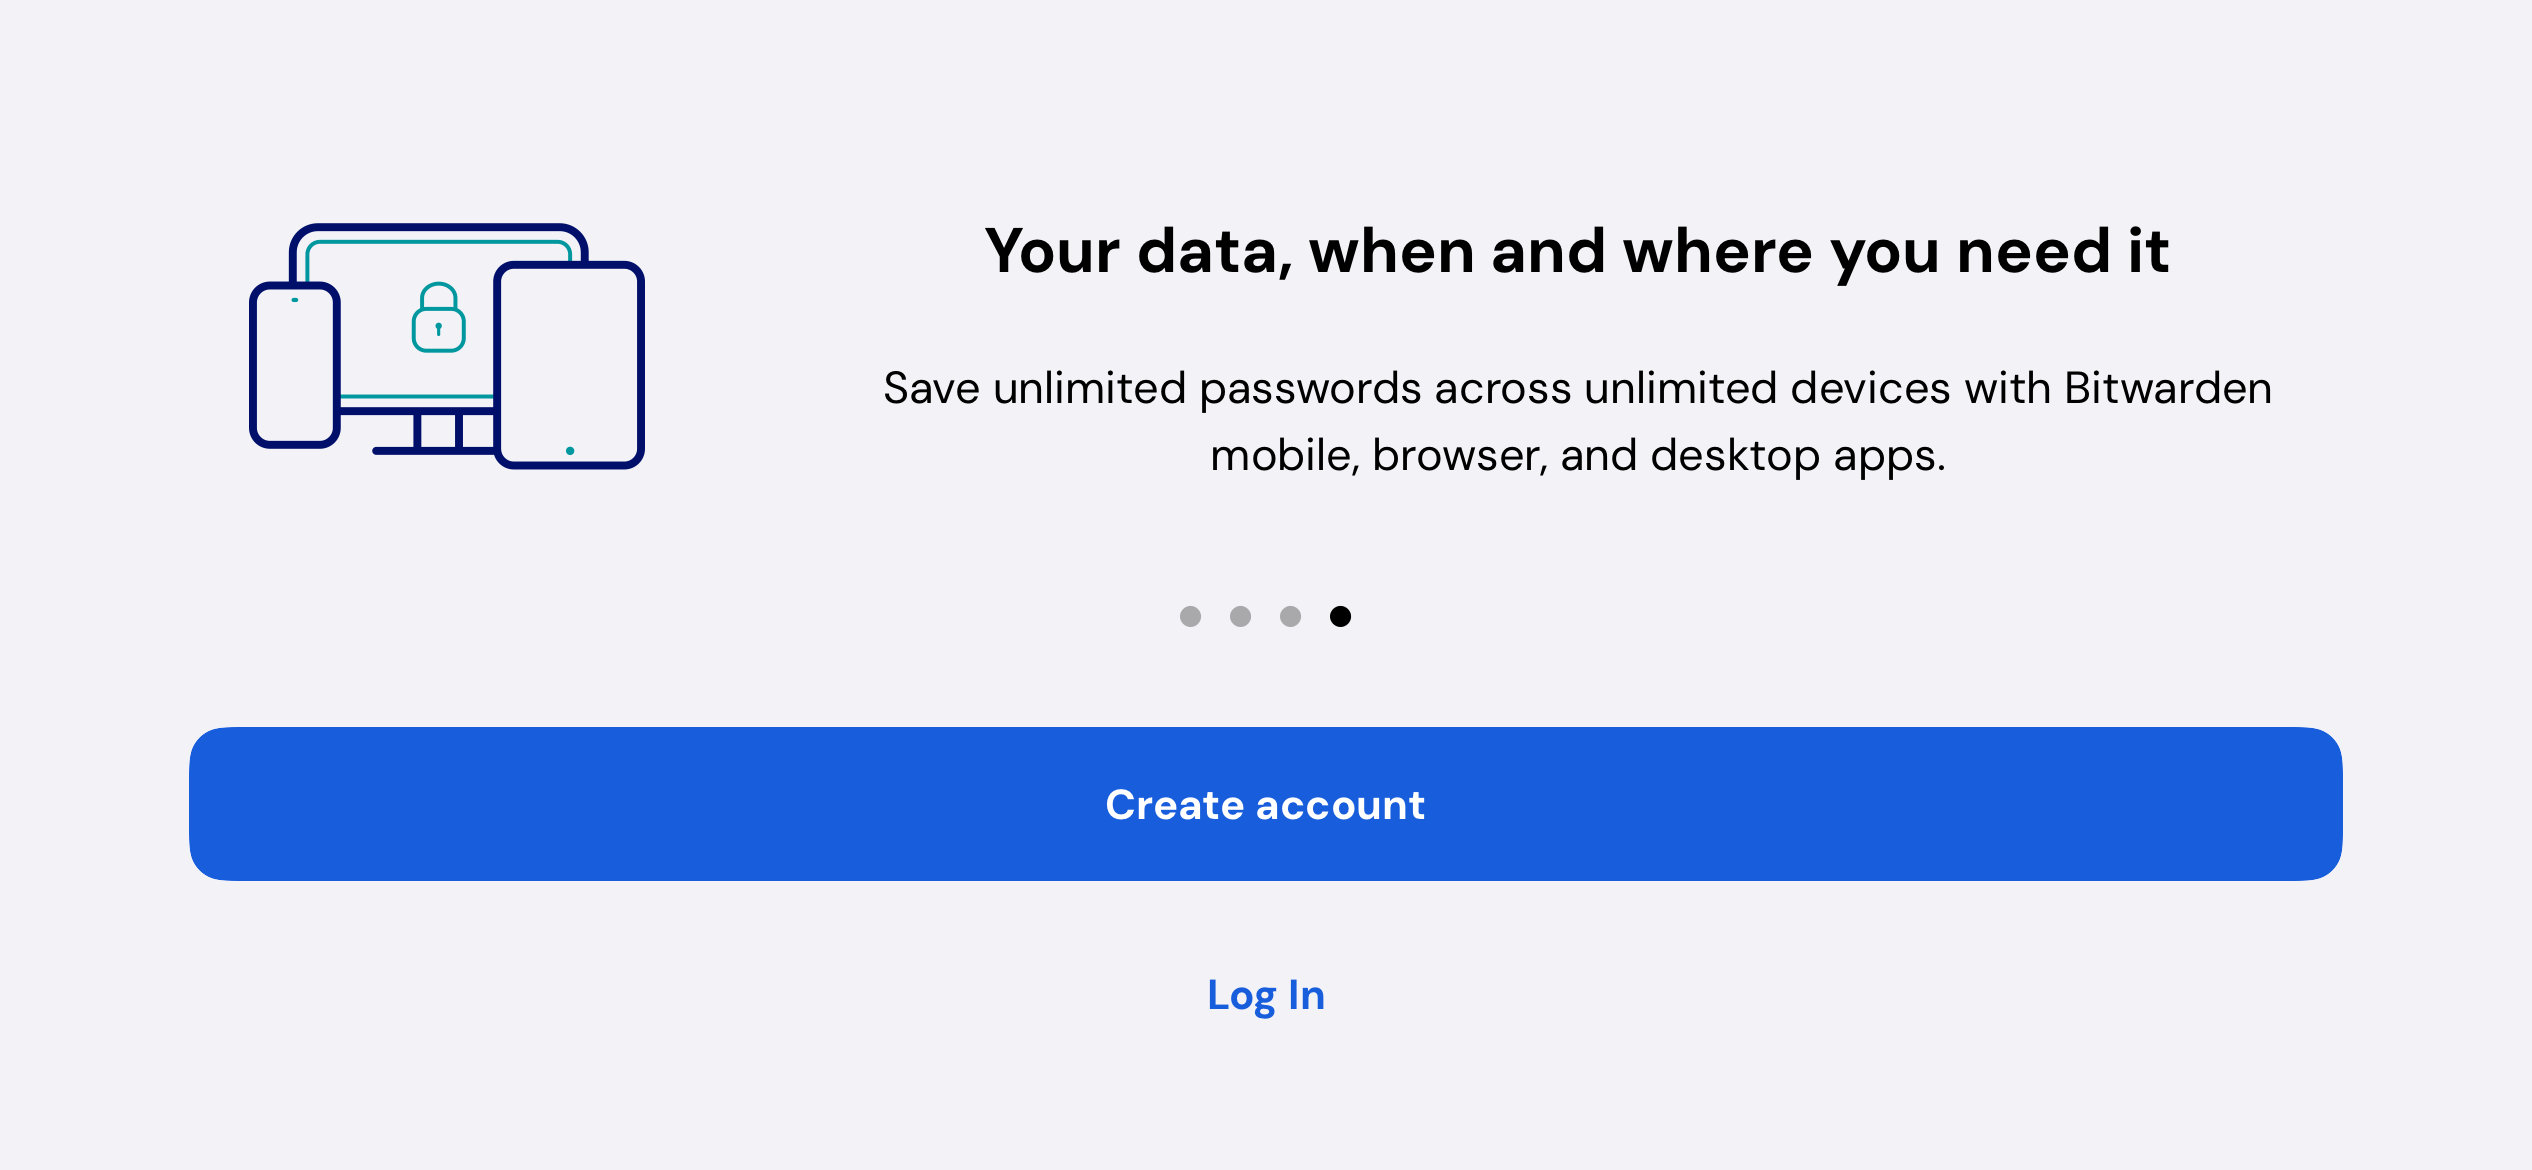 Your data, when and where you need it
Save unlimited passwords across unlimited devices with Bitwarden
mobile, browser, and desktop apps.
Create account
Log In